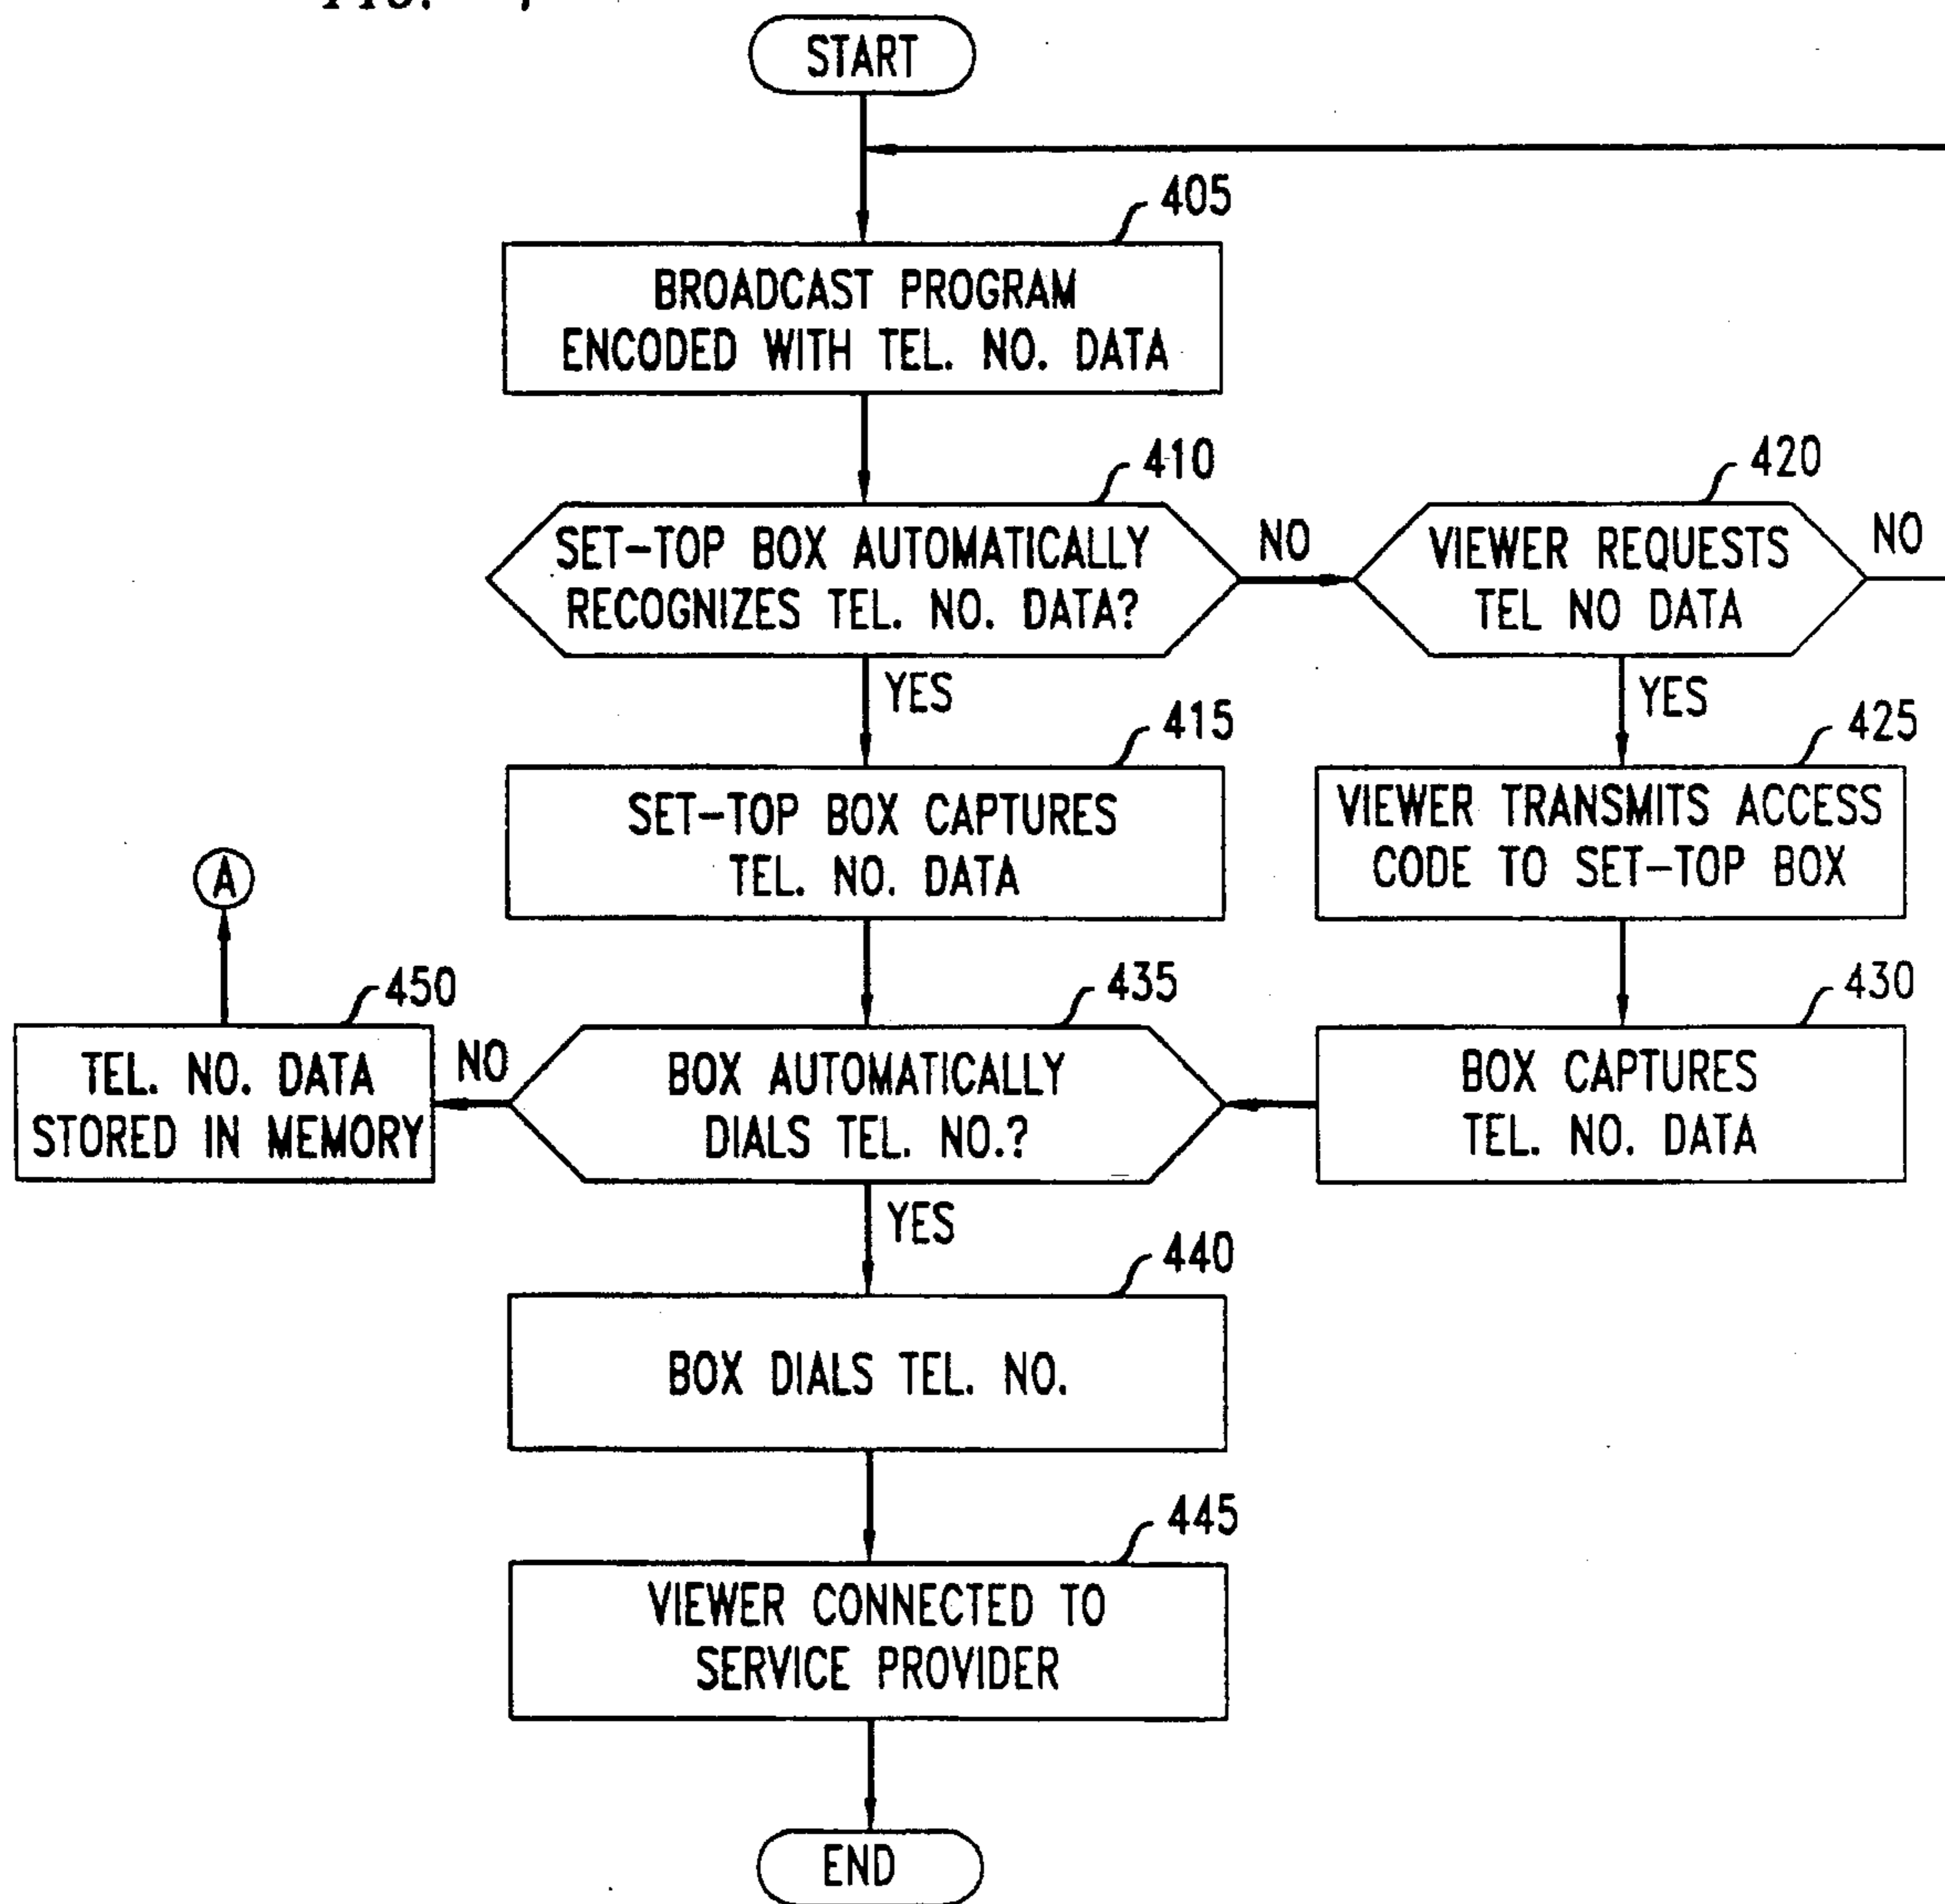 START
405
BROADCAST PROGRAM
ENCODED WITH TEL. NO. DATA
410
SET-TOP BOX AUTOMATICALLY
RECOGNIZES TEL. NO. DATA?
NO
420
VIEWER REQUESTS
TEL NO DATA
NO
YES
415
SET-TOP BOX CAPTURES
TEL. NO. DATA
YES
425
VIEWER TRANSMITS ACCESS
CODE TO SET-TOP BOX
A
450
TEL. NO. DATA
STORED IN MEMORY
NO
435
BOX AUTOMATICALLY
DIALS TEL. NO.?
430
BOX CAPTURES
TEL. NO. DATA
YES
440
BOX DIALS TEL. NO.
445
VIEWER CONNECTED TO
SERVICE PROVIDER
END